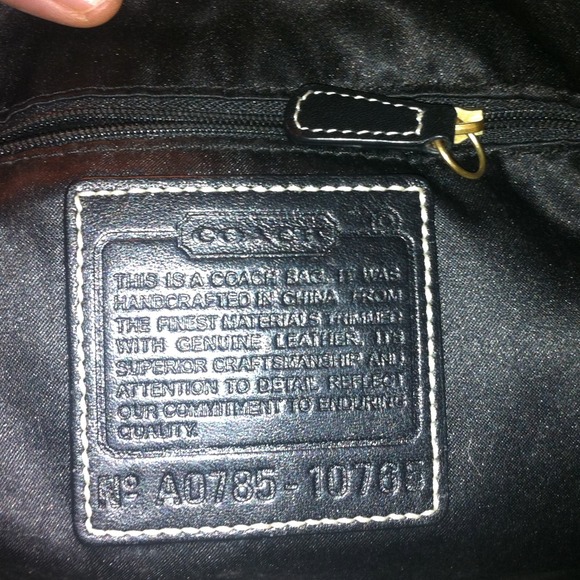 COACH ®
THIS IS A COACH BAG. IT WAS
HANDCRAFTED IN CHINA FROM
THE FINEST MATERIALS TRIMMED
WITH GENUINE LEATHER. ITS
SUPERIOR CRAFTSMANSHIP AND
ATTENTION TO DETAIL REFLECT
OUR COMMITMENT TO ENDURING
QUALITY.
Nº A0785-10768